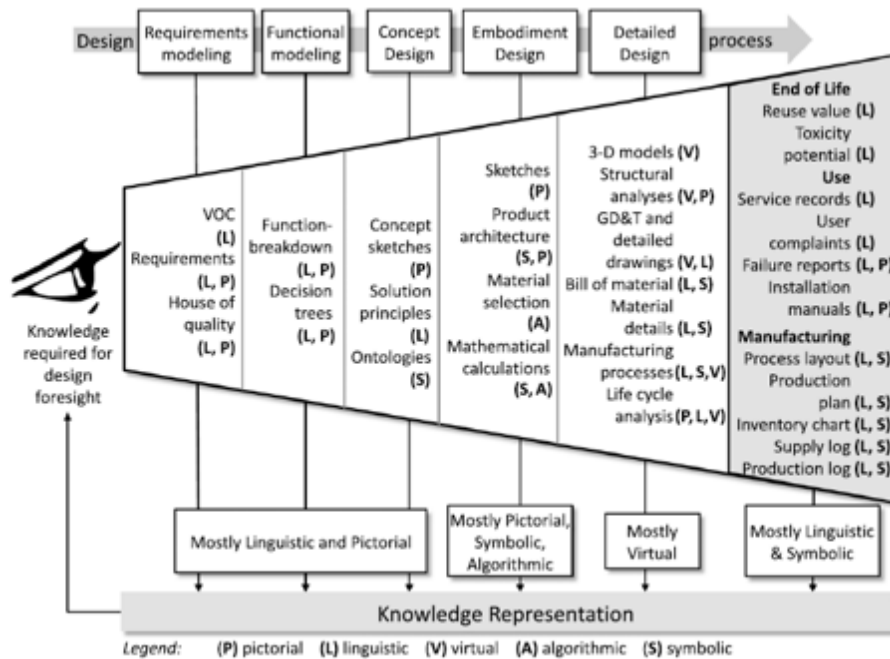 Design
Requirements
modeling
Functional
modeling
Concept
Design
Embodiment
Design
Detailed
Design
process
Knowledge
required for
design
foresight
VOC
(L)
Requirements
(L, P)
House of
quality
(L, P)
Function-
breakdown
(L, P)
Decision
trees
(L, P)
Concept
sketches
(P)
Solution
principles
(L)
Ontologies
(S)
Sketches
(P)
Product
architecture
(S, P)
Material
selection
(A)
Mathematical
calculations
(S, A)
3-D models (V)
Structural
analyses (V, P)
GD&T and
detailed
drawings (V, L)
Bill of material (L, S)
Material
details (L, S)
Manufacturing
processes (L, S,V)
Life cycle
analysis (P, L, V)
End of Life
Reuse value (L)
Toxicity
potential (L)
Use
Service records (L)
User
complaints (L)
Failure reports (L, P)
Installation
manuals (L, P)
Manufacturing
Process layout (L, S)
Production
plan (L, S)
Inventory chart (L, S)
Supply log (L, S)
Production log (L, S)
Mostly Linguistic and Pictorial
Mostly Pictorial,
Symbolic,
Algorithmic
Mostly
Virtual
Mostly Linguistic
& Symbolic
Knowledge Representation
Legend: (P) pictorial (L) linguistic (V) virtual (A) algorithmic (S) symbolic